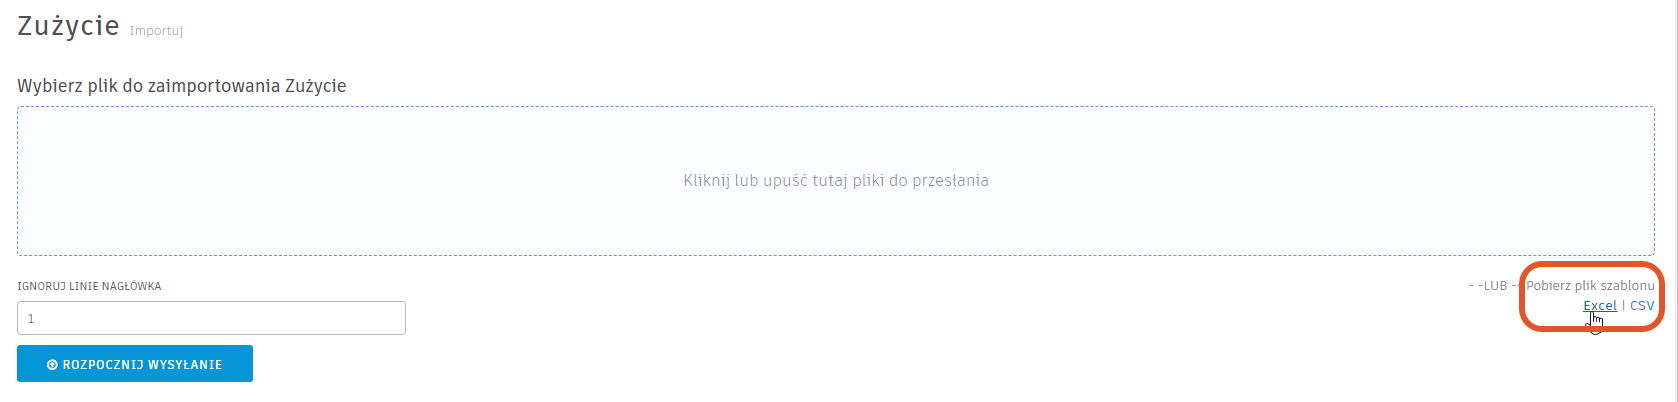 Zużycie Importuj
Wybierz plik do zaimportowania Zużycie
Kliknij lub upuść tutaj pliki do przesłania
IGNORUJ LINIE NAGŁÓWKA
- -LUB -- Pobierz plik szablonu
Excel | CSV
1
ROZPOCZNIJ WYSYŁANIE